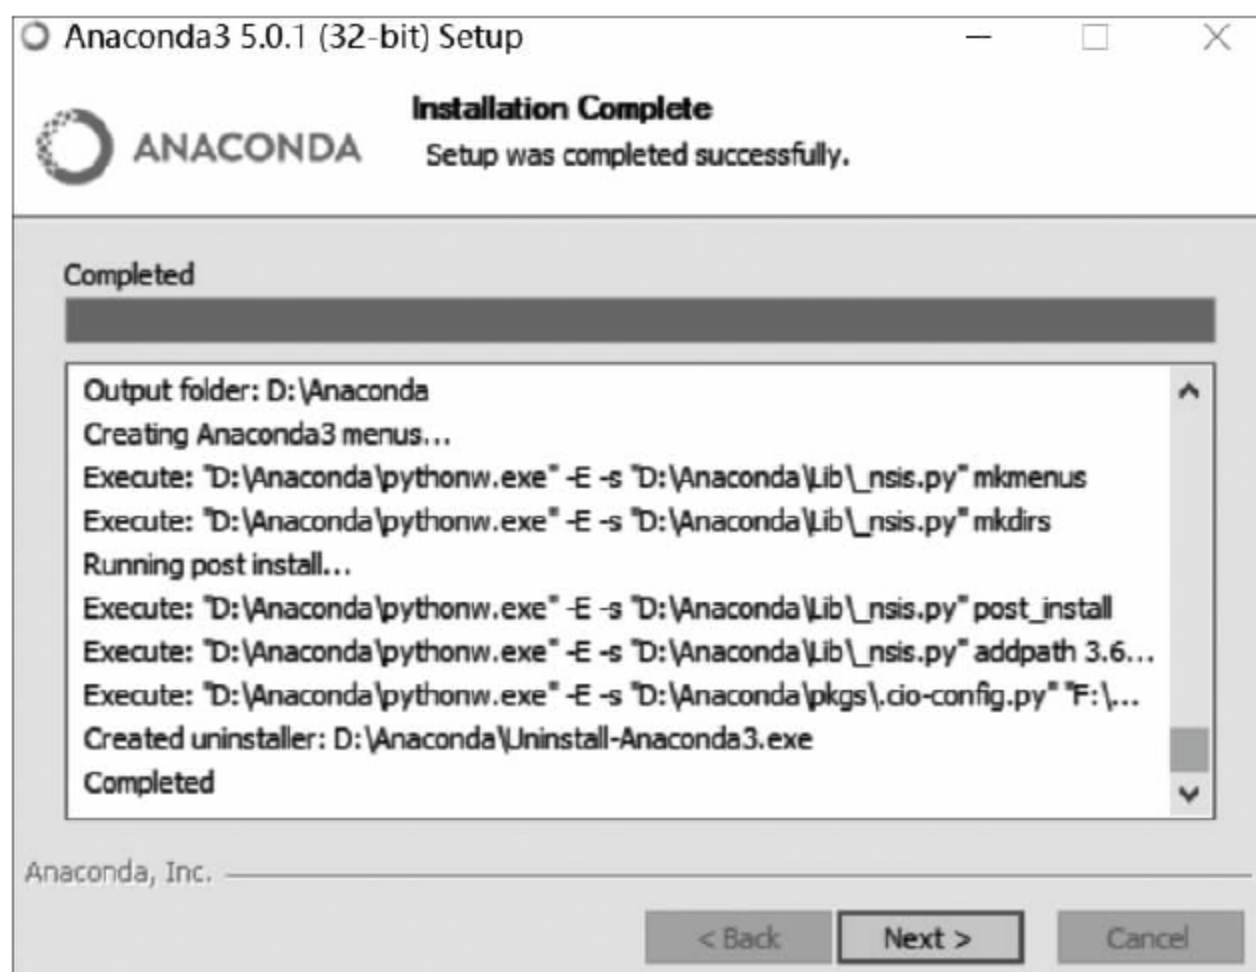 Anaconda3 5.0.1 (32-bit) Setup
ANACONDA
Installation Complete
Setup was completed successfully.
Completed
Output folder: D:\Anaconda
Creating Anaconda3 menus...
Execute: "D:\Anaconda\pythonw.exe" -E -s "D:\Anaconda\Lib\_nsis.py" mkmenus
Execute: "D:\Anaconda\pythonw.exe" -E -s "D:\Anaconda\Lib\_nsis.py" mkdirs
Running post install...
Execute: "D:\Anaconda\pythonw.exe" -E -s "D:\Anaconda\Lib\_nsis.py" post_install
Execute: "D:\Anaconda\pythonw.exe" -E -s "D:\Anaconda\Lib\_nsis.py" addpath 3.6...
Execute: "D:\Anaconda\pythonw.exe" -E -s "D:\Anaconda\pkgs\.cio-config.py" "F:\...
Created uninstaller: D:\Anaconda\Uninstall-Anaconda3.exe
Completed
Anaconda, Inc.
< Back Next > Cancel